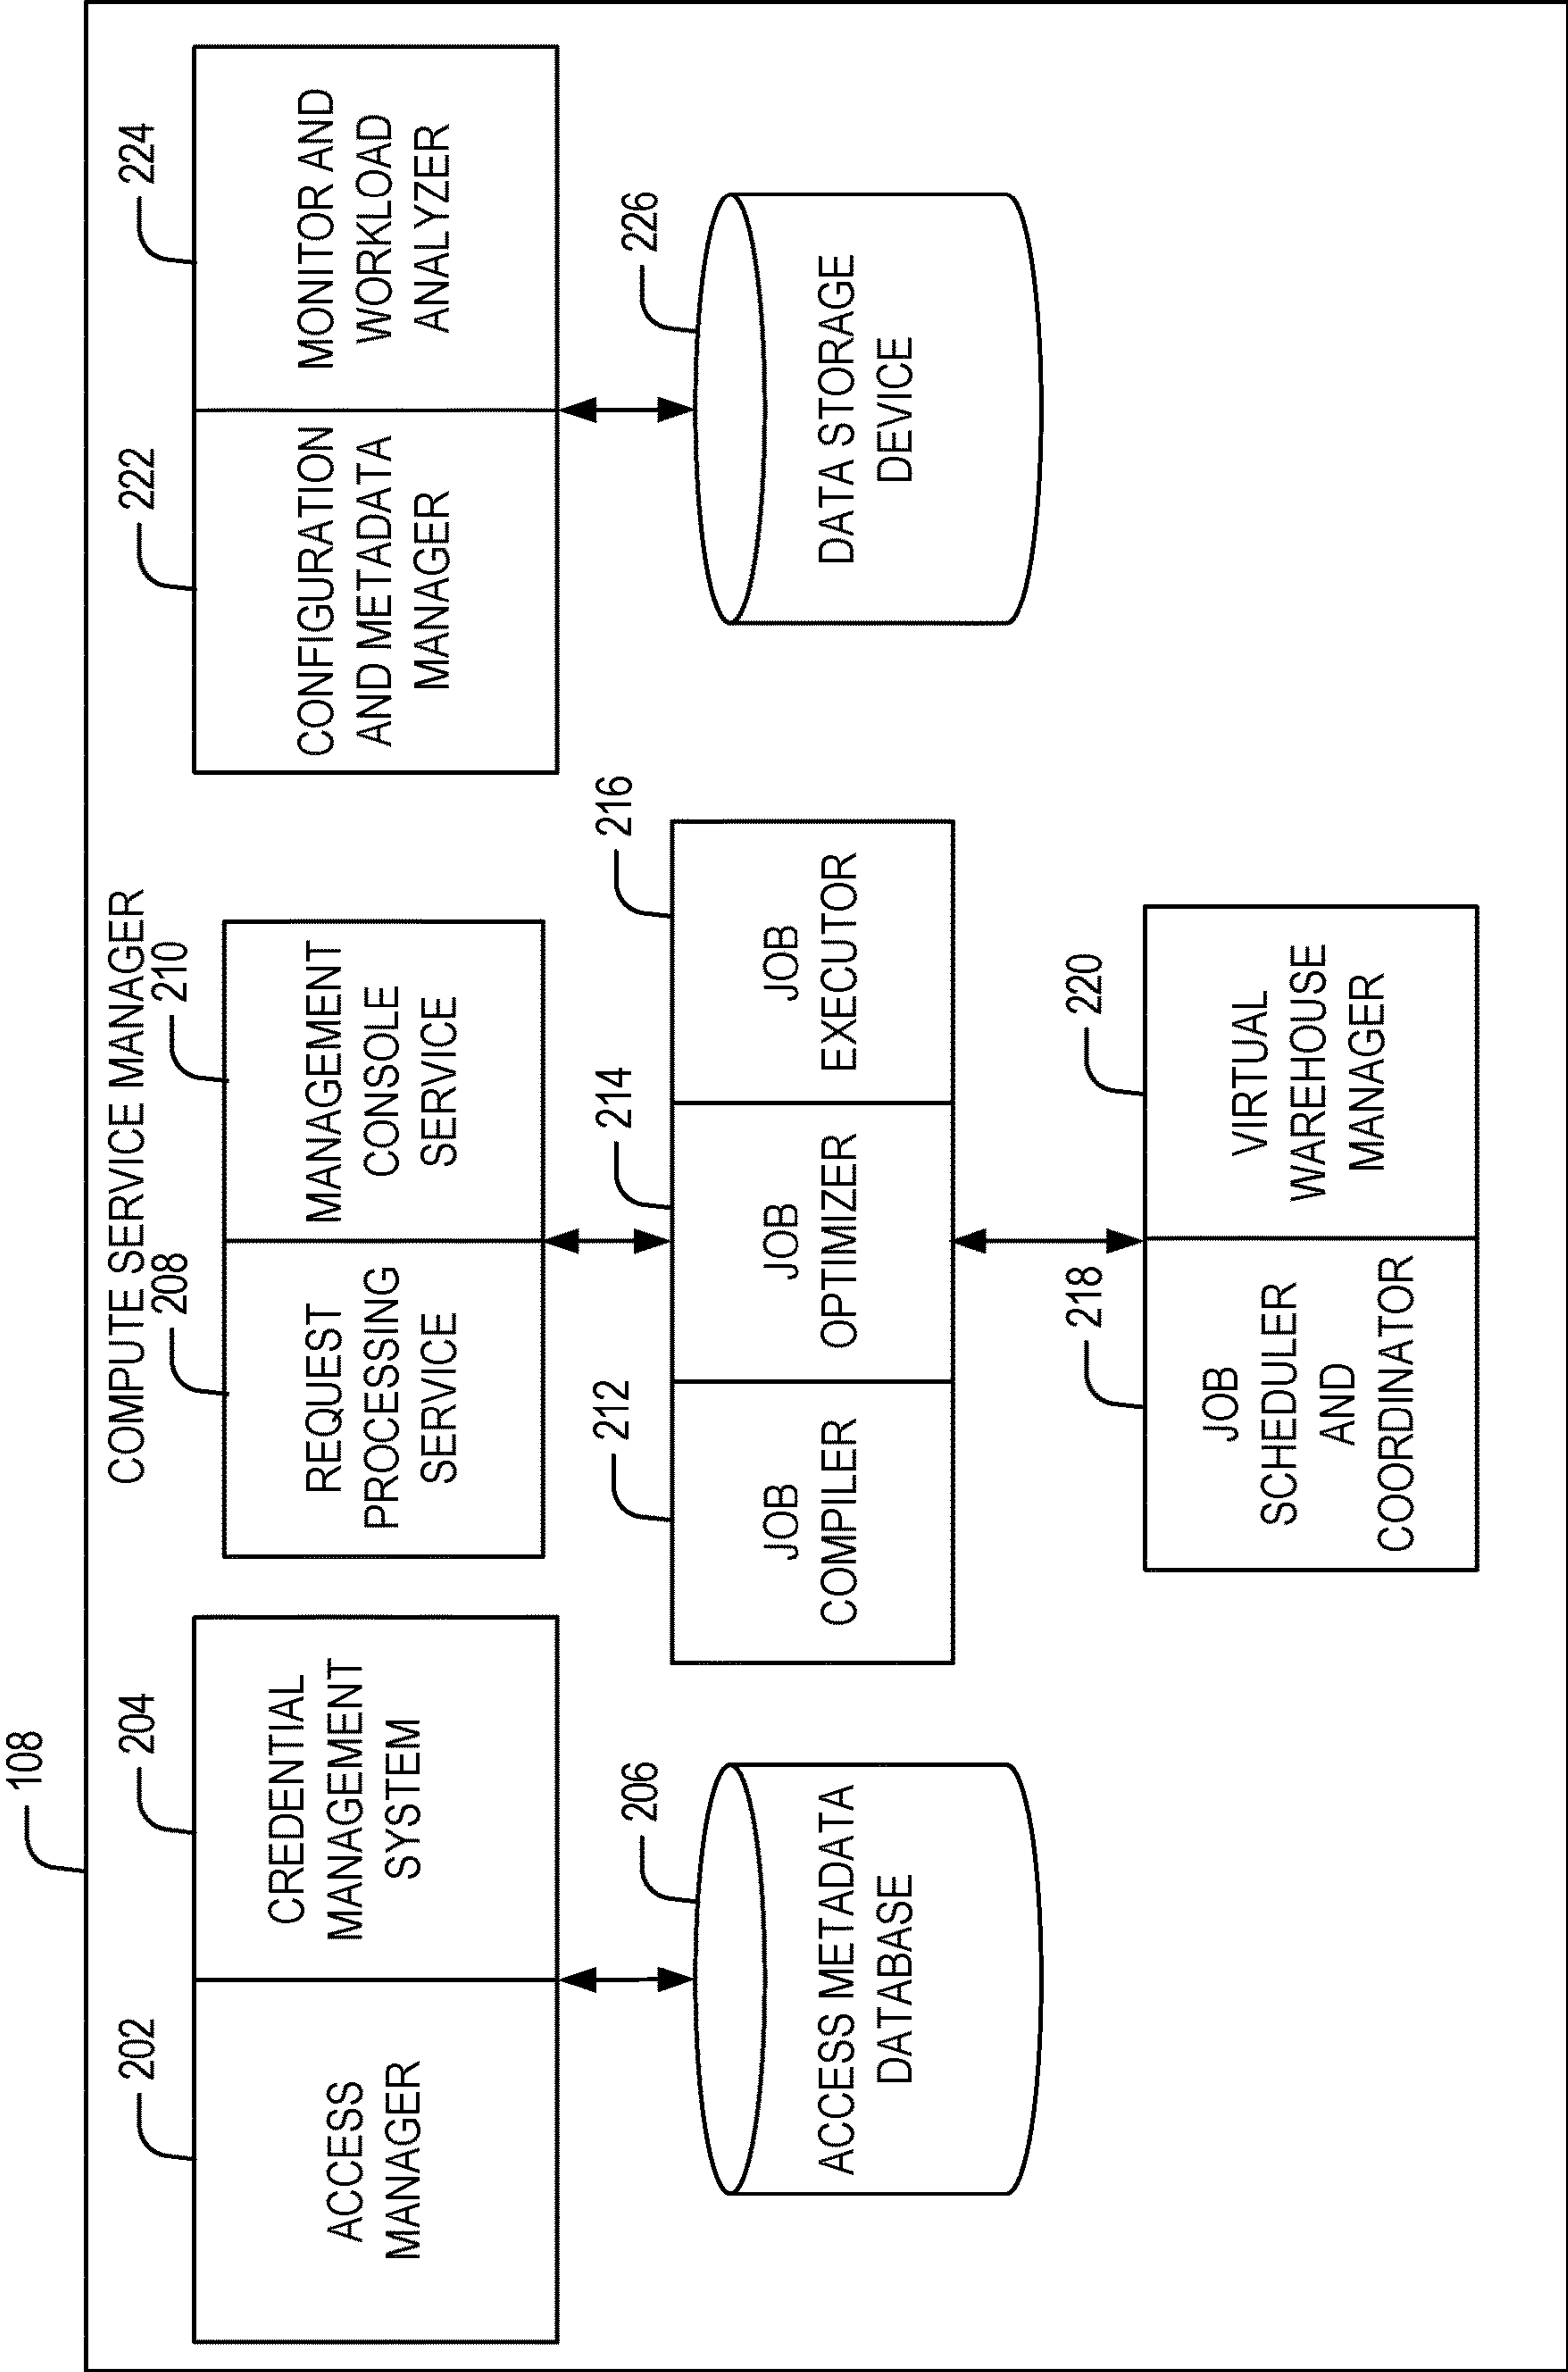 108
COMPUTE SERVICE MANAGER
202
204
ACCESS
MANAGER
CREDENTIAL
MANAGEMENT
SYSTEM
206
ACCESS METADATA
DATABASE
208
210
REQUEST
PROCESSING
SERVICE
MANAGEMENT
CONSOLE
SERVICE
212
214
216
JOB
COMPILER
JOB
OPTIMIZER
JOB
EXECUTOR
218
220
JOB
SCHEDULER
AND
COORDINATOR
VIRTUAL
WAREHOUSE
MANAGER
222
224
CONFIGURATION
AND METADATA
MANAGER
MONITOR AND
WORKLOAD
ANALYZER
226
DATA STORAGE
DEVICE